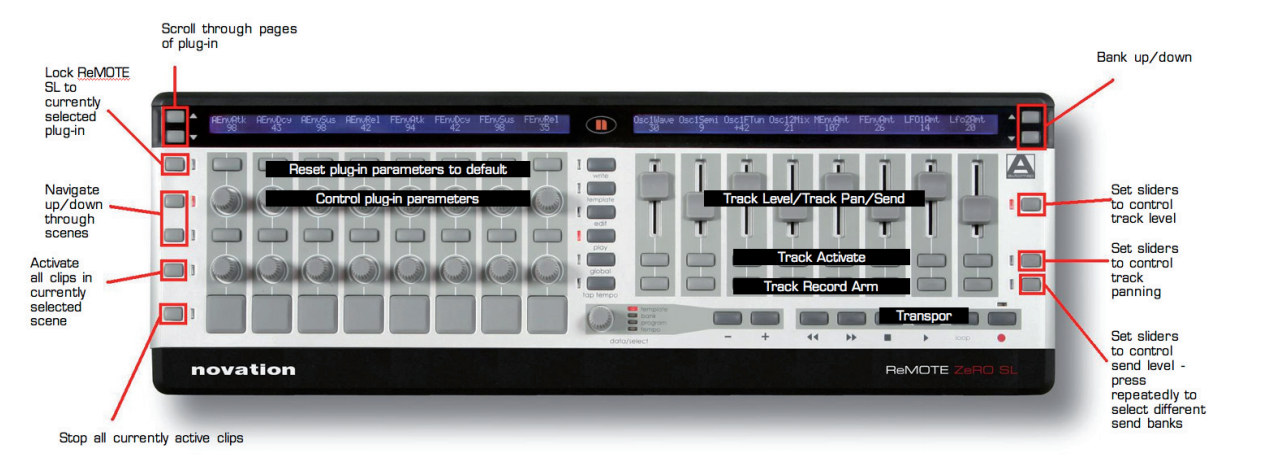 Scroll through pages
of plug-in
Lock ReMOTE
SL to
currently
selected
plug-in
Navigate
up/down
through
scenes
Activate
all clips in
currently
selected
scene
Stop all currently active clips
AEnvAtk AEnvDcy AEnvSus AEnvRel FEnvAtk FEnvDcy FEnvSus FEnvRel
98 43 98 42 94 42 98 35
Reset plug-in parameters to default
Control plug-in parameters
write
template
edit
play
global
tap tempo
template
bank
program
tempo
data/select
Osc1Wave Osc1Semi Osc1FTun Osc12Mix MEnvAmt FEnvAmt LFO1Amt Lfo2Amt
30 9 +42 21 107 26 14 20
A
Track Level/Track Pan/Send
Track Activate
Track Record Arm
Transpor
- +
loop
novation
ReMOTE ZeRO SL
Bank up/down
Set sliders
to control
track level
Set sliders
to control
track
panning
Set sliders
to control
send level -
press
repeatedly to
select different
send banks